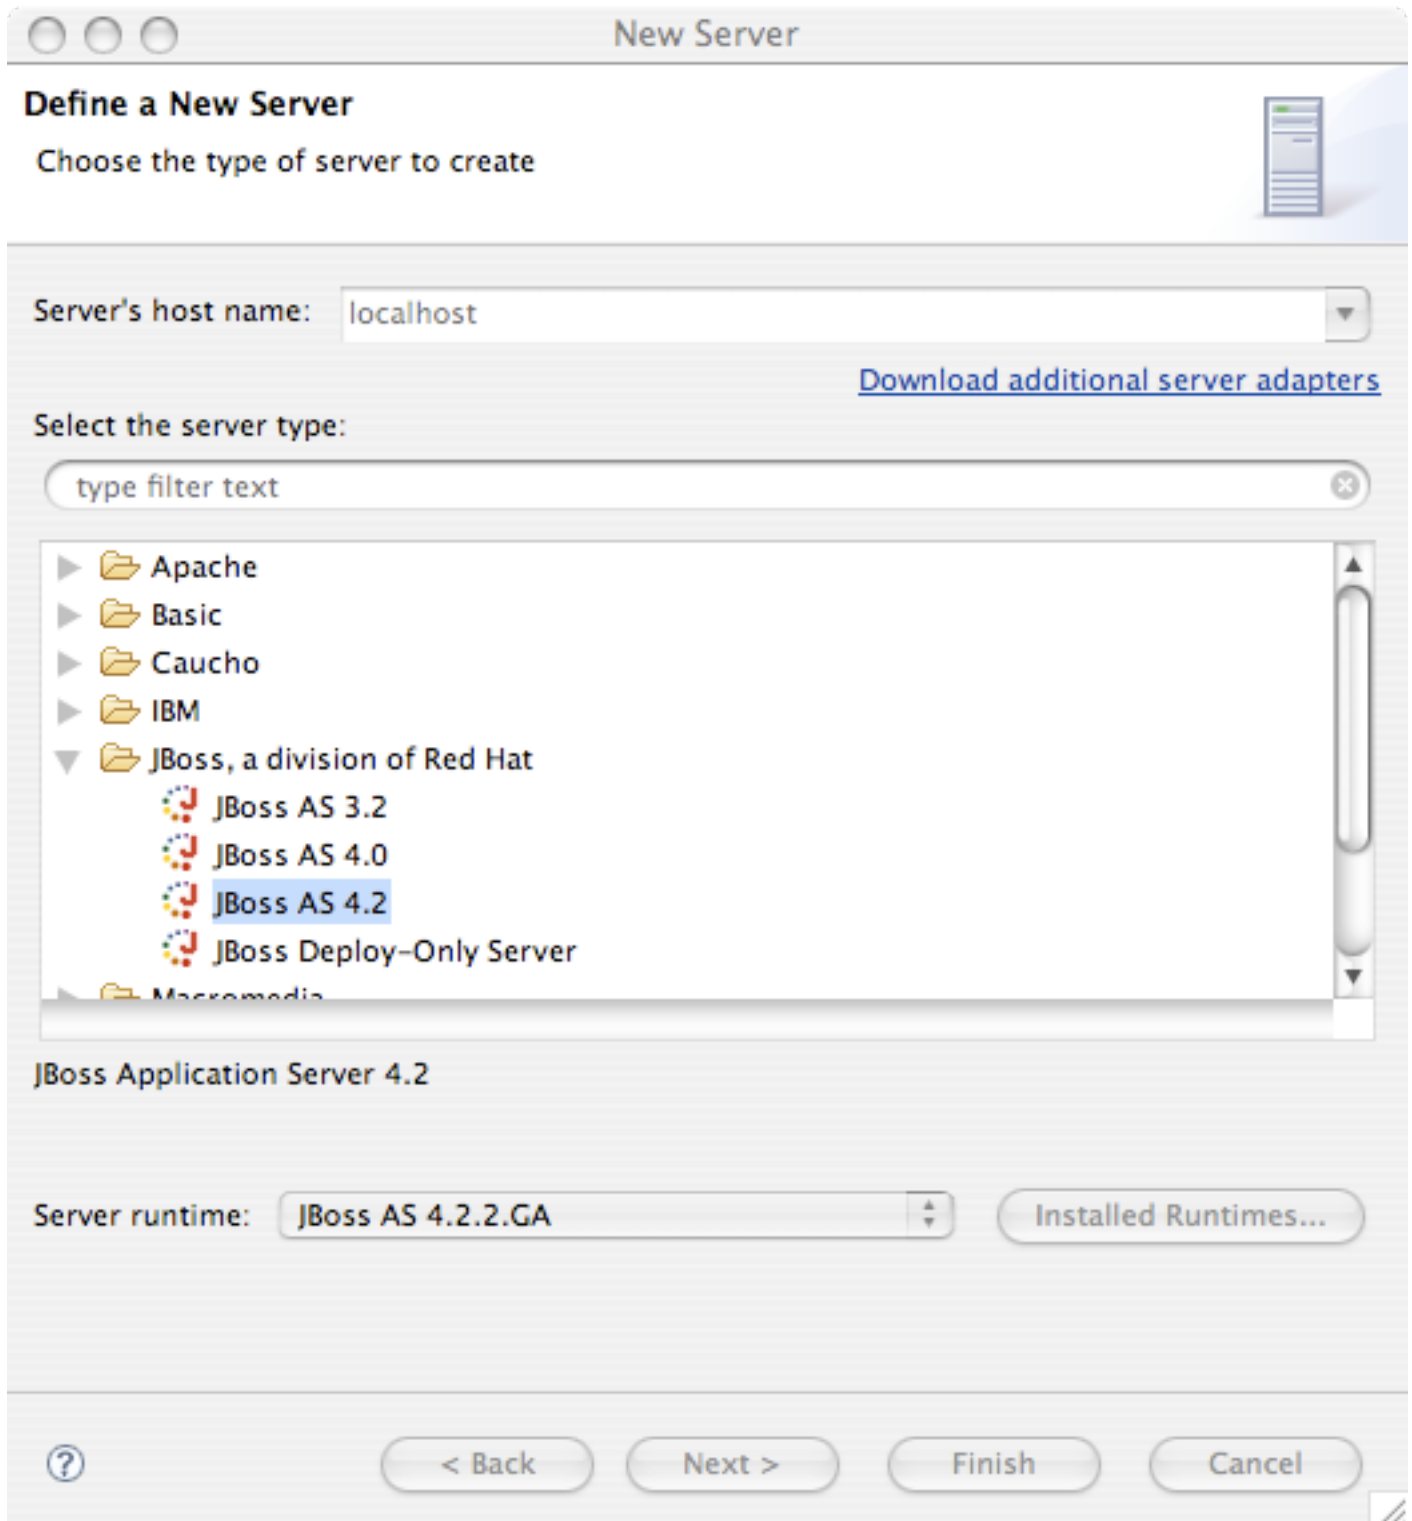 New Server
Define a New Server
Choose the type of server to create
Server's host name: localhost
Download additional server adapters
Select the server type:
type filter text
Apache
Basic
Caucho
IBM
JBoss, a division of Red Hat
JBoss AS 3.2
JBoss AS 4.0
JBoss AS 4.2
JBoss Deploy-Only Server
Macromedia
JBoss Application Server 4.2
Server runtime: JBoss AS 4.2.2.GA Installed Runtimes...
? < Back Next > Finish Cancel